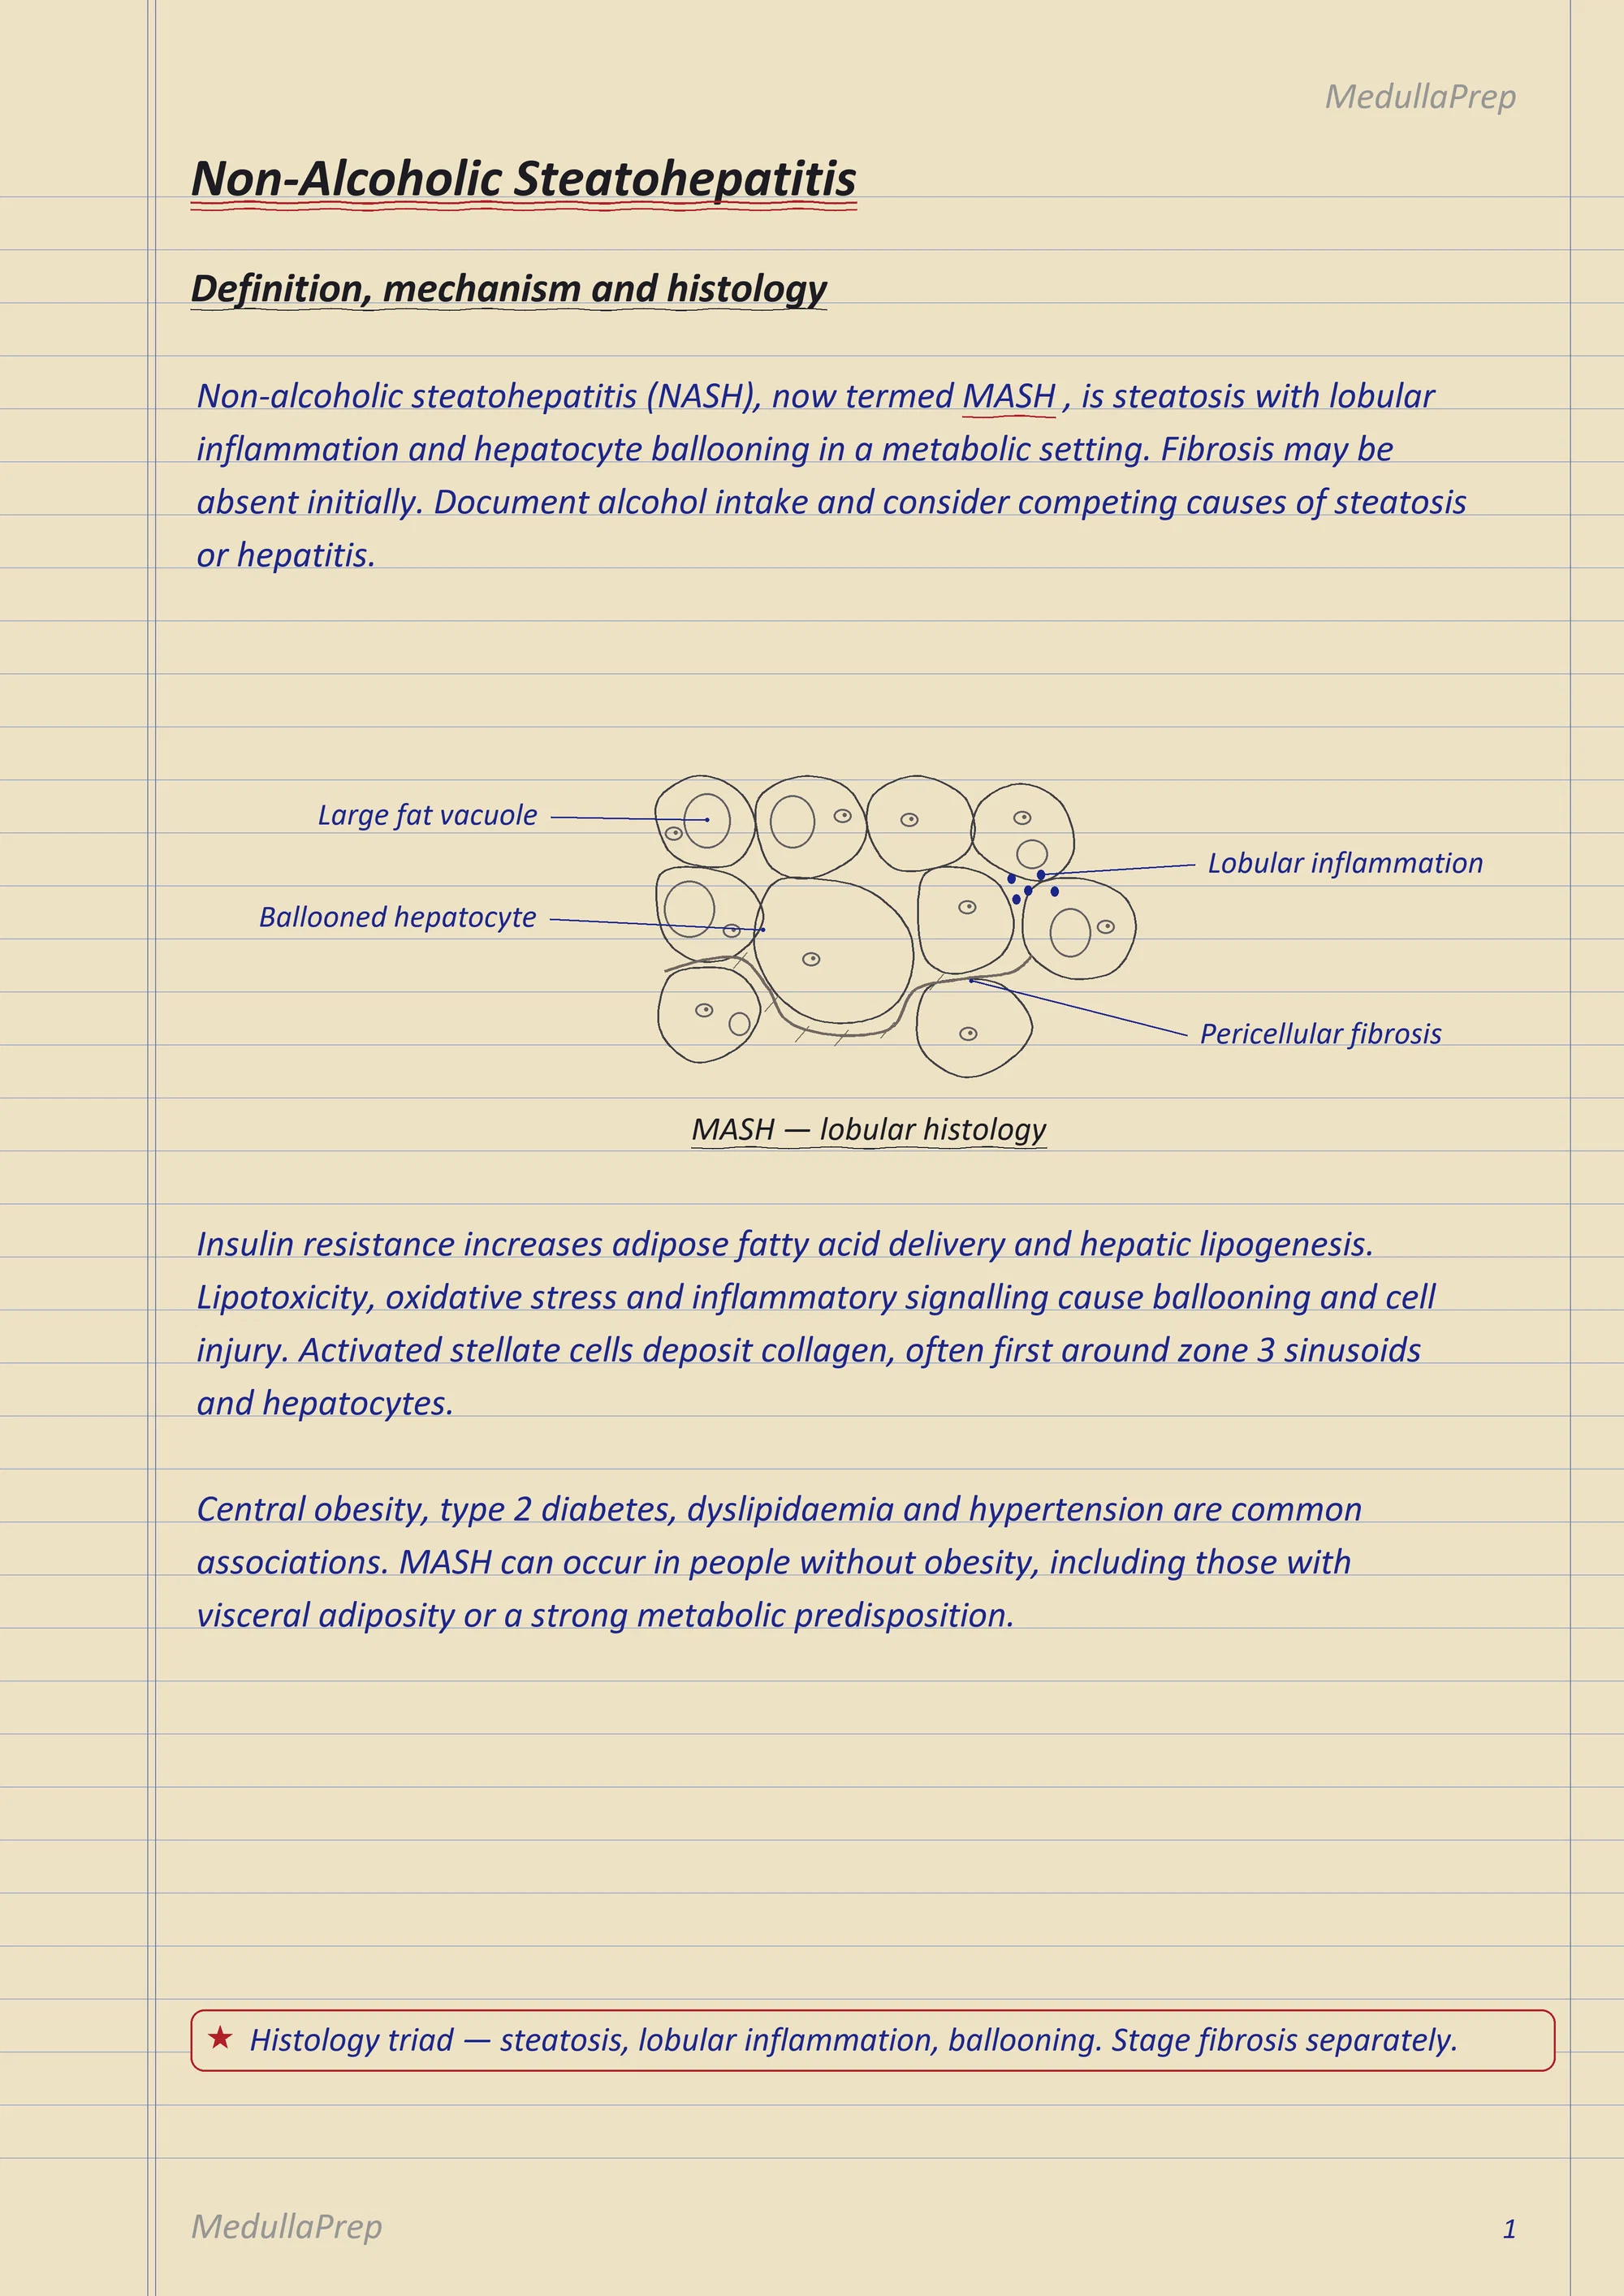 MedullaPrep
Non-Alcoholic Steatohepatitis
Definition, mechanism and histology
Non-alcoholic steatohepatitis (NASH), now termed MASH , is steatosis with lobular
inflammation and hepatocyte ballooning in a metabolic setting. Fibrosis may be
absent initially. Document alcohol intake and consider competing causes of steatosis
or hepatitis.
Large fat vacuole
Lobular inflammation
Ballooned hepatocyte
Pericellular fibrosis
MASH — lobular histology
Insulin resistance increases adipose fatty acid delivery and hepatic lipogenesis.
Lipotoxicity, oxidative stress and inflammatory signalling cause ballooning and cell
injury. Activated stellate cells deposit collagen, often first around zone 3 sinusoids
and hepatocytes.
Central obesity, type 2 diabetes, dyslipidaemia and hypertension are common
associations. MASH can occur in people without obesity, including those with
visceral adiposity or a strong metabolic predisposition.
★ Histology triad — steatosis, lobular inflammation, ballooning. Stage fibrosis separately.
MedullaPrep
1